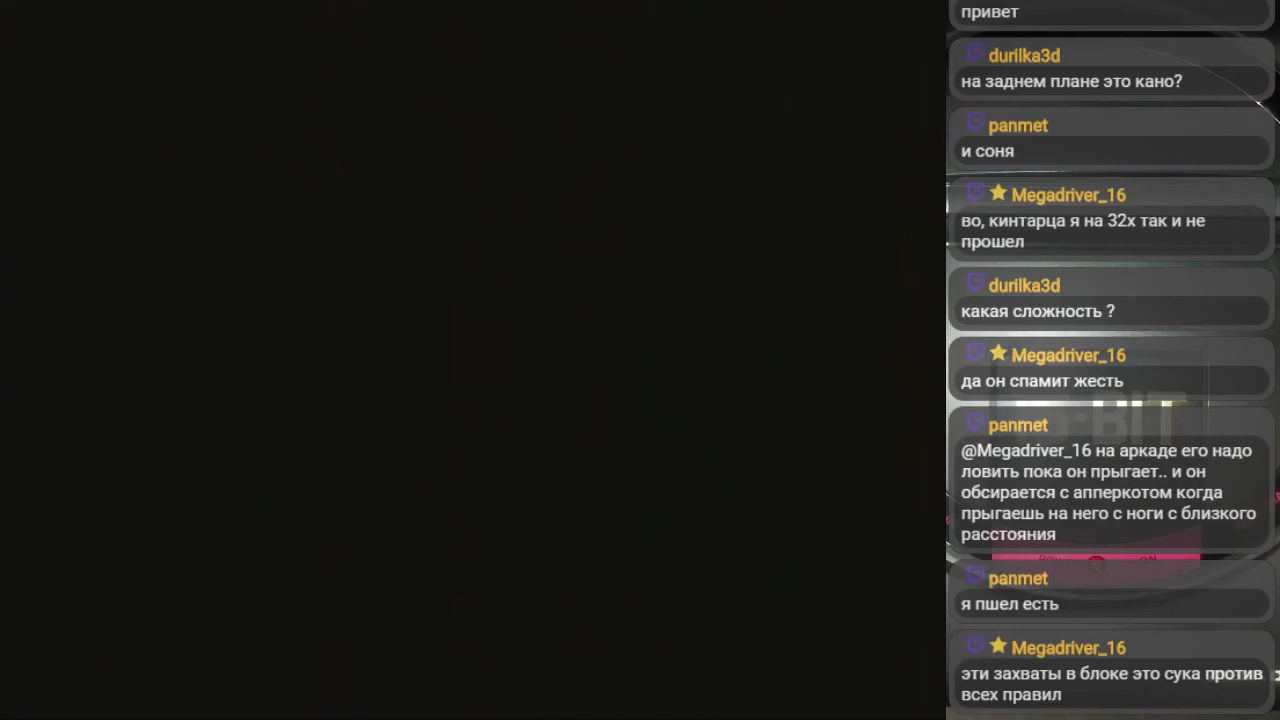 привет
durilka3d
на заднем плане это кано?
panmet
и соня
Megadriver_16
во, кинтарца я на 32х так и не
прошел
durilka3d
какая сложность ?
Megadriver_16
да он спамит жесть
-BIT
panmet
@Megadriver_16 на аркаде его надо
ловить пока он прыгает.. и он
обсирается с апперкотом когда
прыгаешь на него с ноги с близкого
расстояния
panmet
я пшел есть
Megadriver_16
эти захваты в блоке это сука против
всех правил